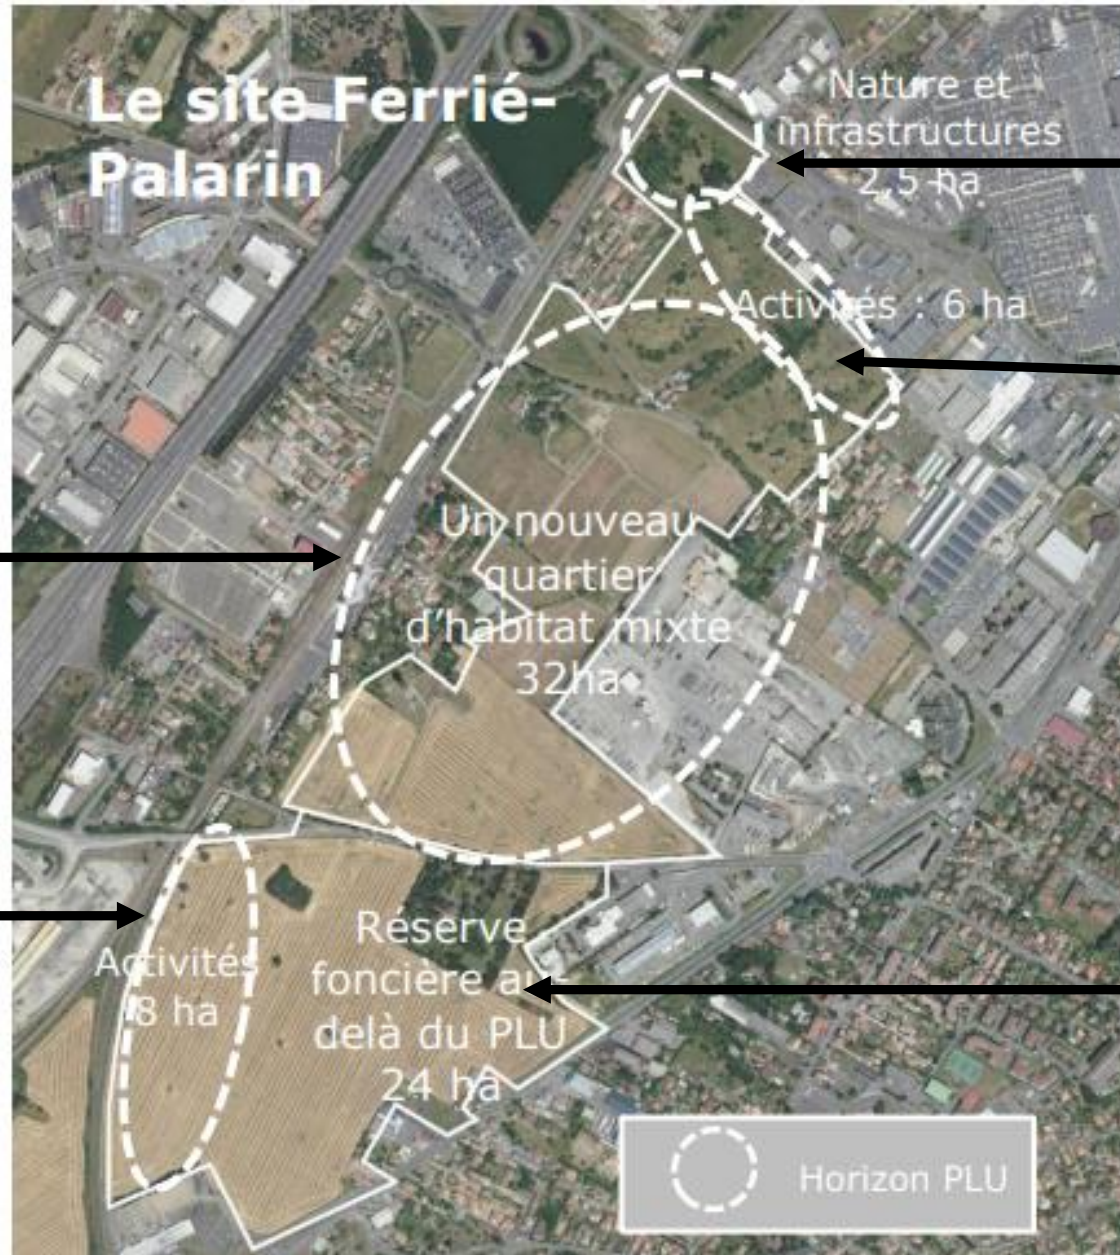 Le site Ferrié-
Palarin
Nature et
infrastructures
2,5 ha
Activités : 6 ha
Un nouveau
quartier
d'habitat mixte
32ha
Activités
8 ha
Réserve
foncière au-
delà du PLU
24 ha
Horizon PLU